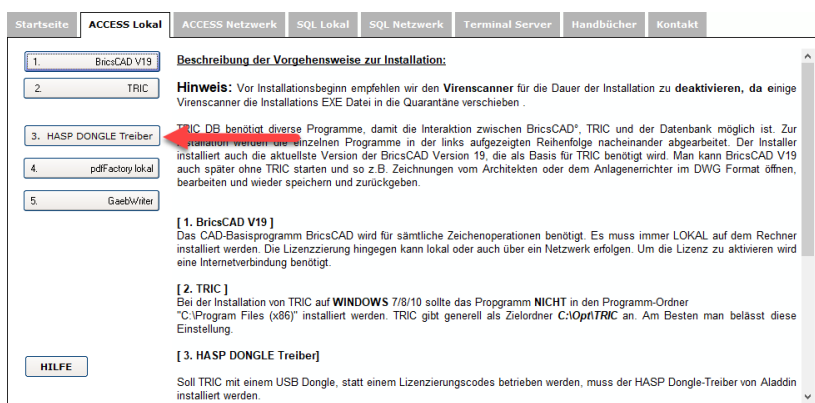 Startseite ACCESS Lokal ACCESS Netzwerk SQL Lokal SQL Netzwerk Terminal Server Handbücher Kontakt
1. BricsCAD V19
2. TRIC
3. HASP DONGLE Treiber
4. pdfFactory lokal
5. GaebWriter
HILFE
Beschreibung der Vorgehensweise zur Installation:
Hinweis: Vor Installationsbeginn empfehlen wir den Virenscanner für die Dauer der Installation zu deaktivieren, da einige
Virenscanner die Installations EXE Datei in die Quarantäne verschieben .
TRIC DB benötigt diverse Programme, damit die Interaktion zwischen BricsCAD®, TRIC und der Datenbank möglich ist. Zur
Installation werden die einzelnen Programme in der links aufgezeigten Reihenfolge nacheinander abgearbeitet. Der Installer
installiert auch die aktuellste Version der BricsCAD Version 19, die als Basis für TRIC benötigt wird. Man kann BricsCAD V19
auch später ohne TRIC starten und so z.B. Zeichnungen vom Architekten oder dem Anlagenerrichter im DWG Format öffnen,
bearbeiten und wieder speichern und zurückgeben.
[ 1. BricsCAD V19 ]
Das CAD-Basisprogramm BricsCAD wird für sämtliche Zeichenoperationen benötigt. Es muss immer LOKAL auf dem Rechner
installiert werden. Die Lizenzzierung hingegen kann lokal oder auch über ein Netzwerk erfolgen. Um die Lizenz zu aktivieren wird
eine Internetverbindung benötigt.
[ 2. TRIC ]
Bei der Installation von TRIC auf WINDOWS 7/8/10 sollte das Propgramm NICHT in den Programm-Ordner
"C:\Program Files (x86)" installiert werden. TRIC gibt generell als Zielordner C:\Opt\TRIC an. Am Besten man belässt diese
Einstellung.
[ 3. HASP DONGLE Treiber]
Soll TRIC mit einem USB Dongle, statt einem Lizenzierungscodes betrieben werden, muss der HASP Dongle-Treiber von Aladdin
installiert werden.